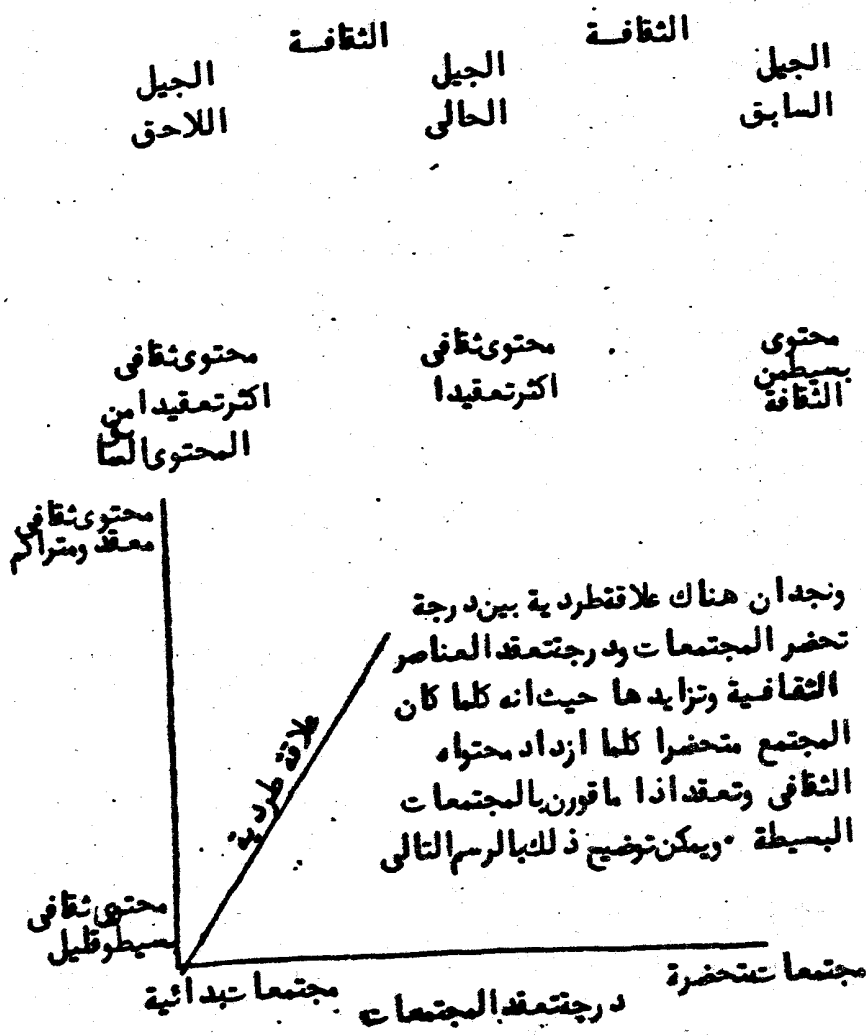 الثقافة
الثقافة
الجيل
السابق
الجيل
الحالى
الجيل
اللاحق
محتوى
بسيط من
الثقافة
محتوى ثقافى
اكثر تعقيدا
محتوى ثقافى
اكثر تعقيدا من
المحتوى السابق
محتوى ثقافى
معقد ومتراكم
ونجد ان هناك علاقة طردية بين درجة
تحضر المجتمعات ودرجة تعقد العناصر
الثقافية وتزايدها حيث انه كلما كان
المجتمع متحضرا كلما ازداد محتواه
الثقافى وتعقد اذا ما قورن بالمجتمعات
البسيطة . ويمكن توضيح ذلك بالرسم التالى
علاقة طردية
محتوى ثقافى
بسيط وقليل
مجتمعات بدائية
درجة تعقد المجتمعات
مجتمعات متحضرة